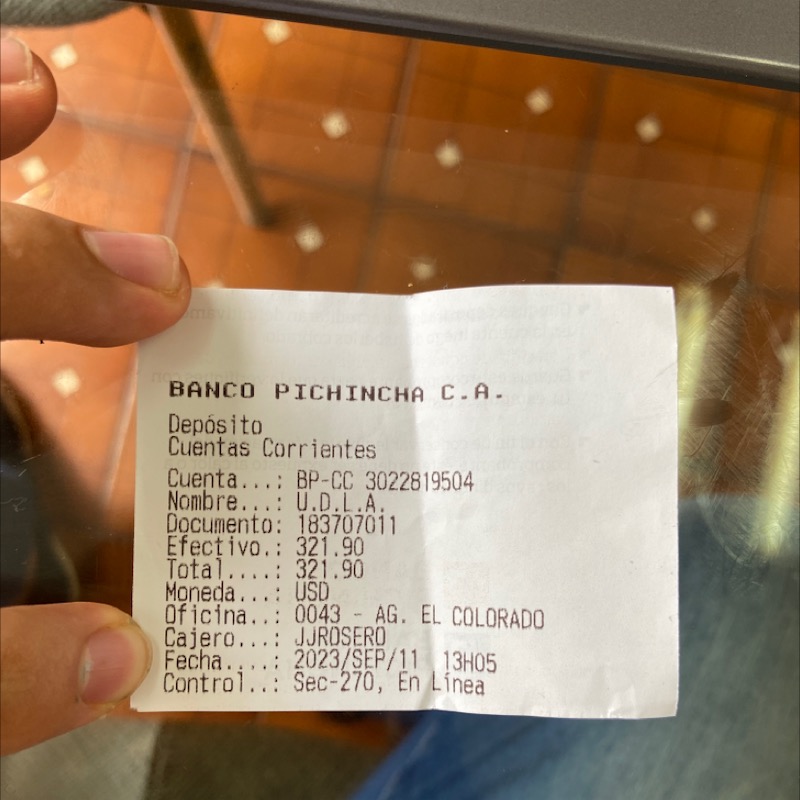 BANCO PICHINCHA C.A.
Depósito
Cuentas Corrientes
Cuenta...: BP-CC 3022819504
Nombre...: U.D.L.A.
Documento: 183707011
Efectivo.: 321.90
Total....: 321.90
Moneda...: USD
Oficina..: 0043 - AG. EL COLORADO
Cajero...: JJROSERO
Fecha....: 2023/SEP/11 13H05
Control..: Sec-270, En Línea